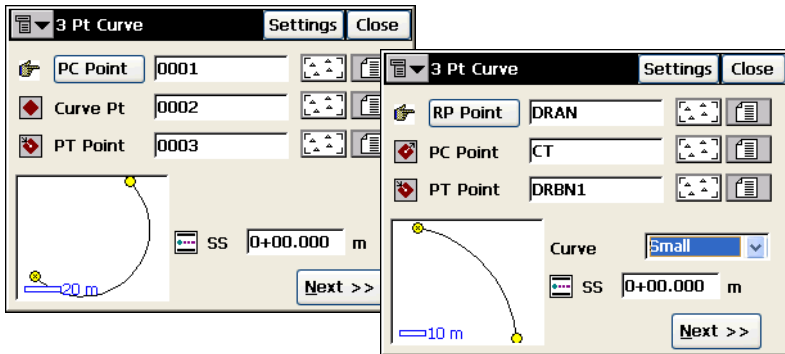 3 Pt Curve Settings Close
PC Point 0001
Curve Pt 0002
PT Point 0003
20 m
SS 0+00.000 m
Next >>
3 Pt Curve Settings Close
RP Point DRAN
PC Point CT
PT Point DRBN1
Curve Small
SS 0+00.000 m
10 m
Next >>